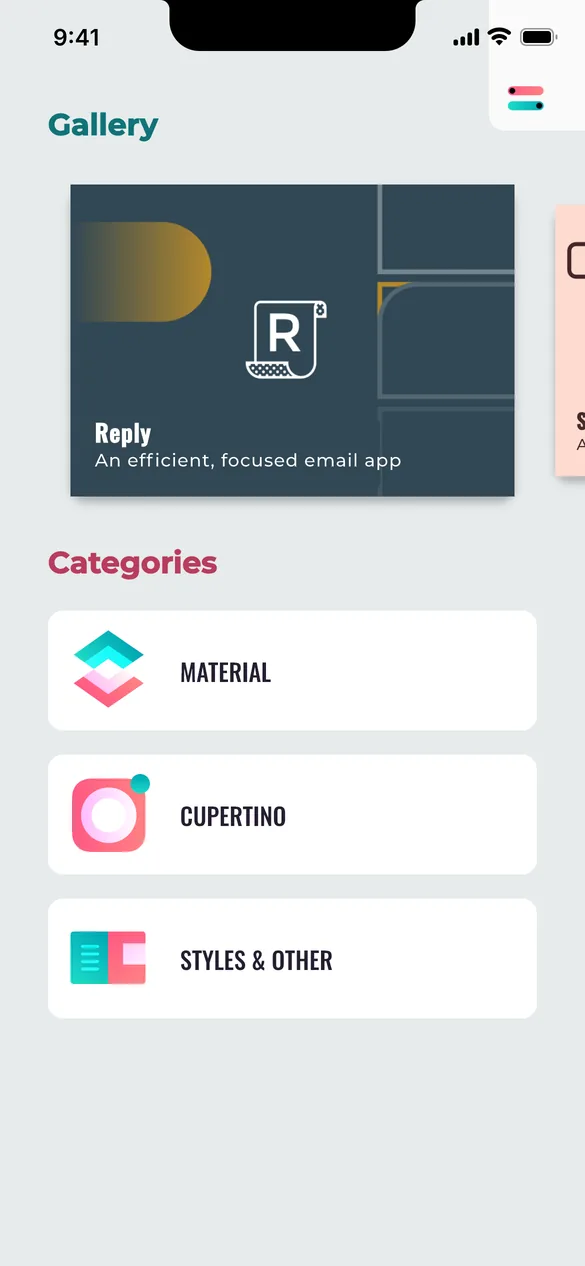 9:41
Gallery
R
Reply
An efficient, focused email app
Categories
MATERIAL
CUPERTINO
STYLES & OTHER